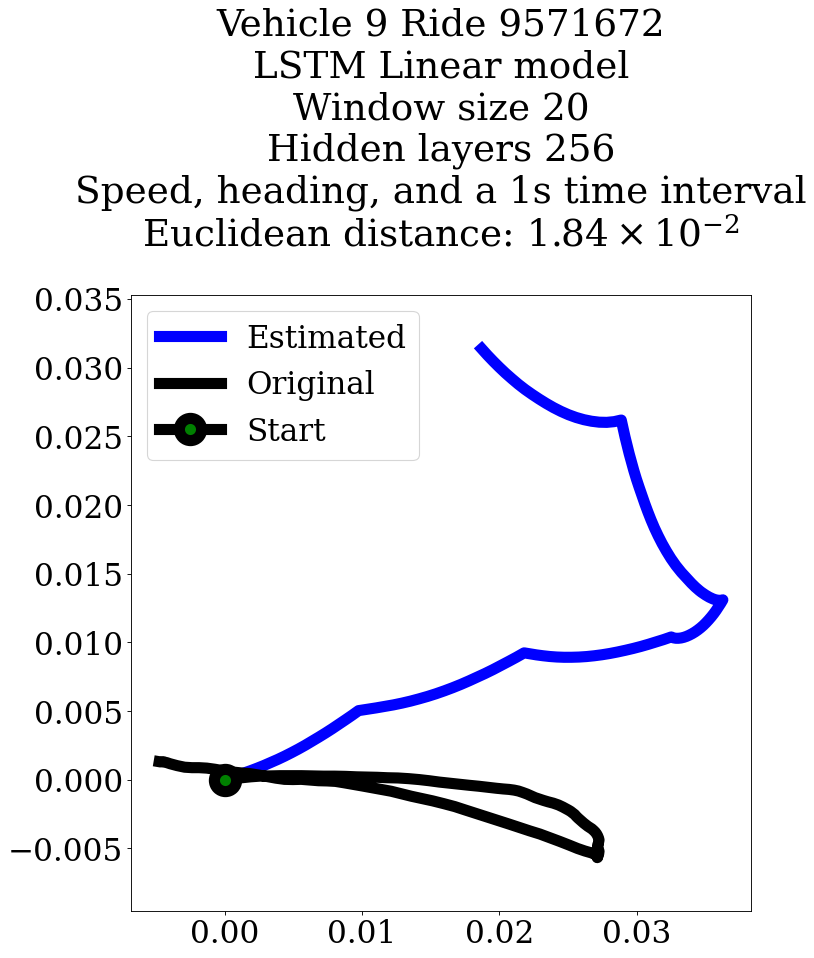 Vehicle 9 Ride 9571672
LSTM Linear model
Window size 20
Hidden layers 256
Speed, heading, and a 1s time interval
Euclidean distance: 1.84 × 10⁻²
0.035
0.030
0.025
0.020
0.015
0.010
0.005
0.000
−0.005
Estimated
Original
Start
0.00 0.01 0.02 0.03